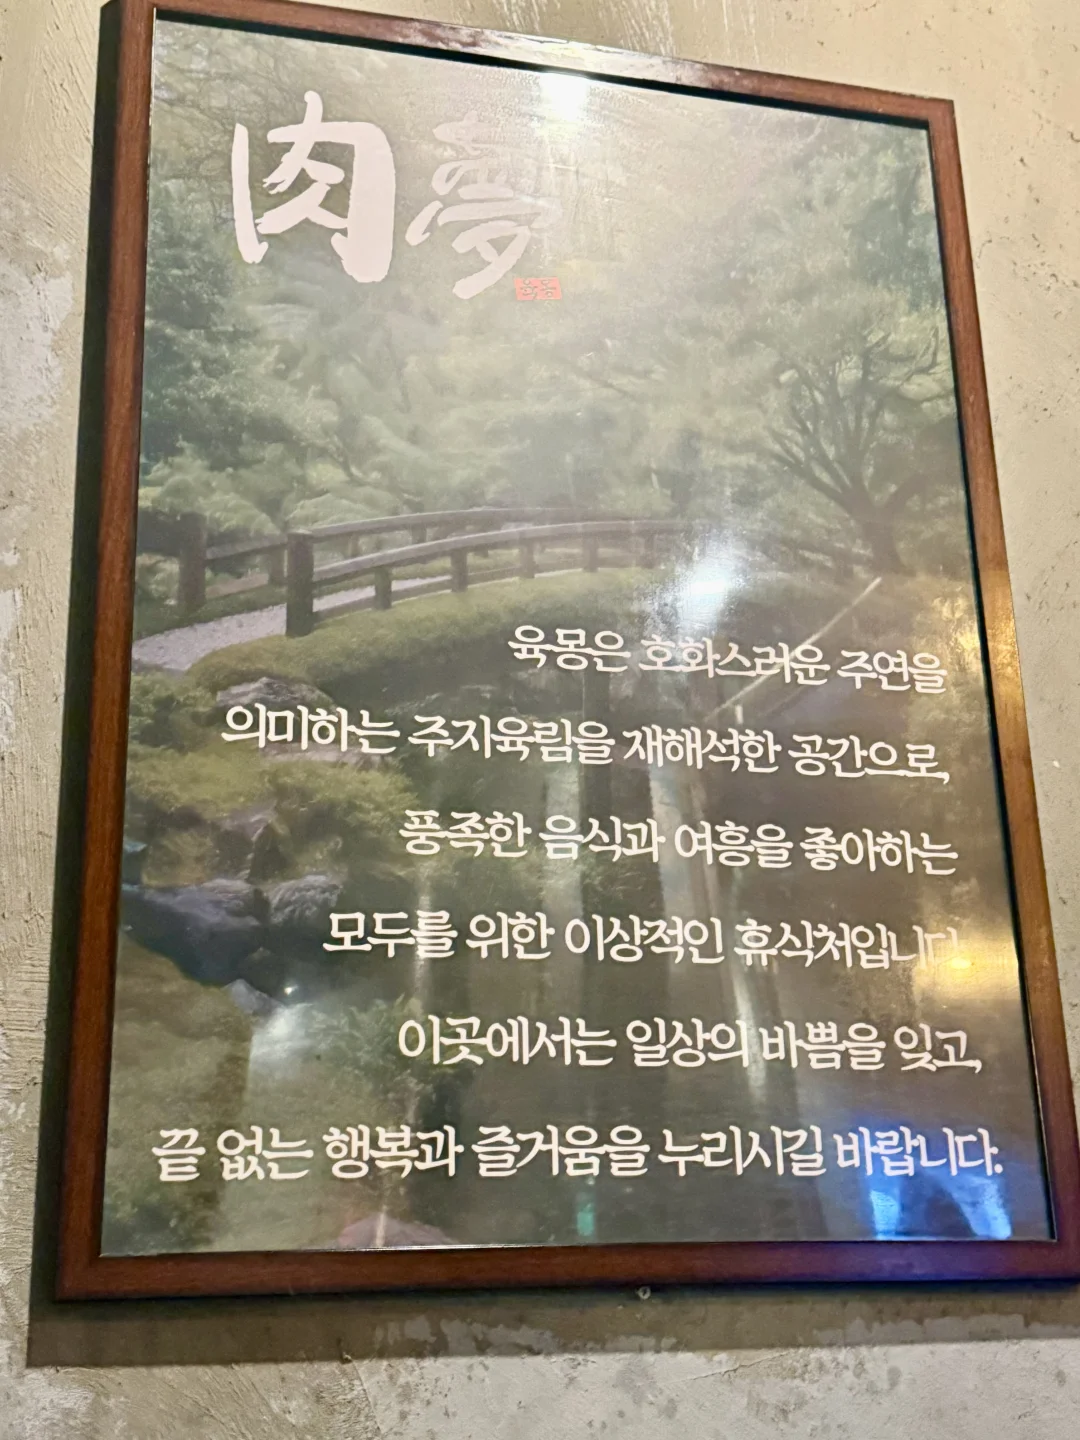 肉夢
육몽
육몽은 호화스러운 주연을
의미하는 주지육림을 재해석한 공간으로,
풍족한 음식과 여흥을 좋아하는
모두를 위한 이상적인 휴식처입니다
이곳에서는 일상의 바쁨을 잊고,
끝 없는 행복과 즐거움을 누리시길 바랍니다.